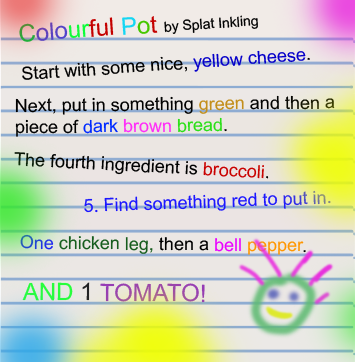 Colourful Pot by Splat Inkling
Start with some nice, yellow cheese.
Next, put in something green and then a
piece of dark brown bread.
The fourth ingredient is broccoli.
5. Find something red to put in.
One chicken leg, then a bell pepper.
AND 1 TOMATO!